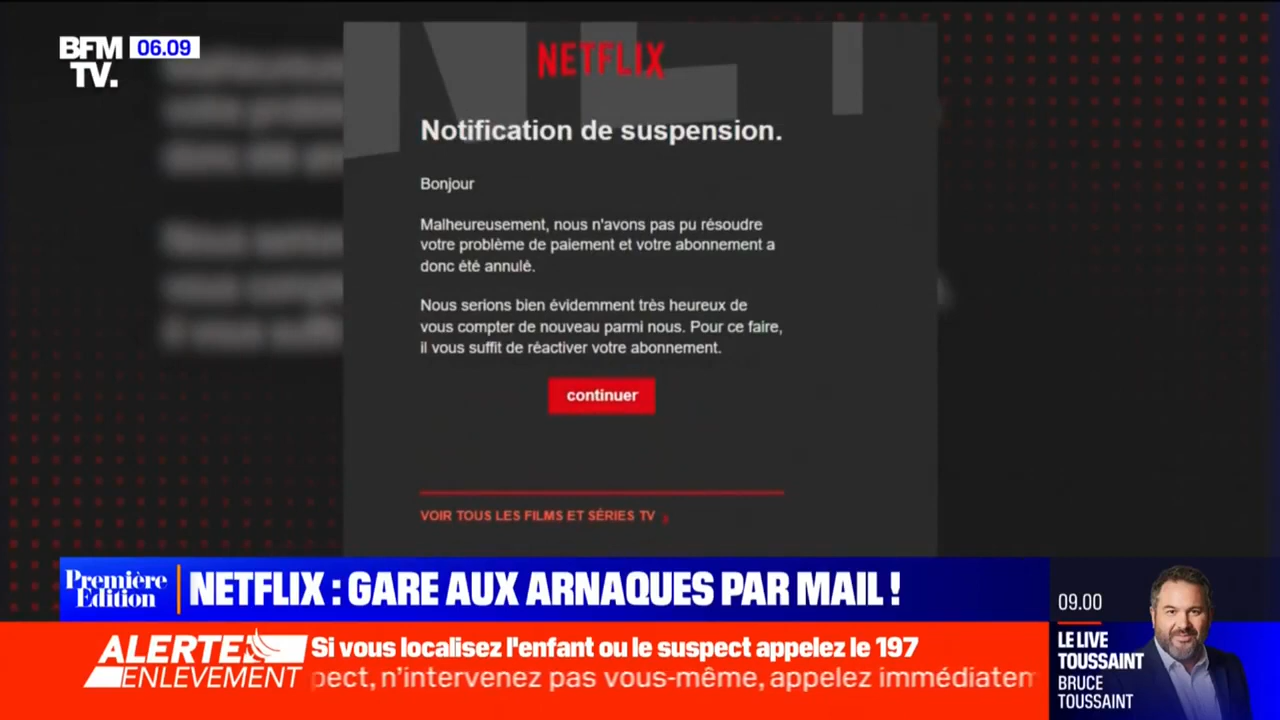 BFM
TV.
06.09
NETFLIX
Notification de suspension.
Bonjour
Malheureusement, nous n'avons pas pu résoudre
votre problème de paiement et votre abonnement a
donc été annulé.
Nous serions bien évidemment très heureux de
vous compter de nouveau parmi nous. Pour ce faire,
il vous suffit de réactiver votre abonnement.
continuer
VOIR TOUS LES FILMS ET SÉRIES TV
Première
Édition
NETFLIX : GARE AUX ARNAQUES PAR MAIL !
ALERTE
ENLÈVEMENT
Si vous localisez l'enfant ou le suspect appelez le 197
pect, n'intervenez pas vous-même, appelez immédiatem
09.00
LE LIVE
TOUSSAINT
BRUCE
TOUSSAINT